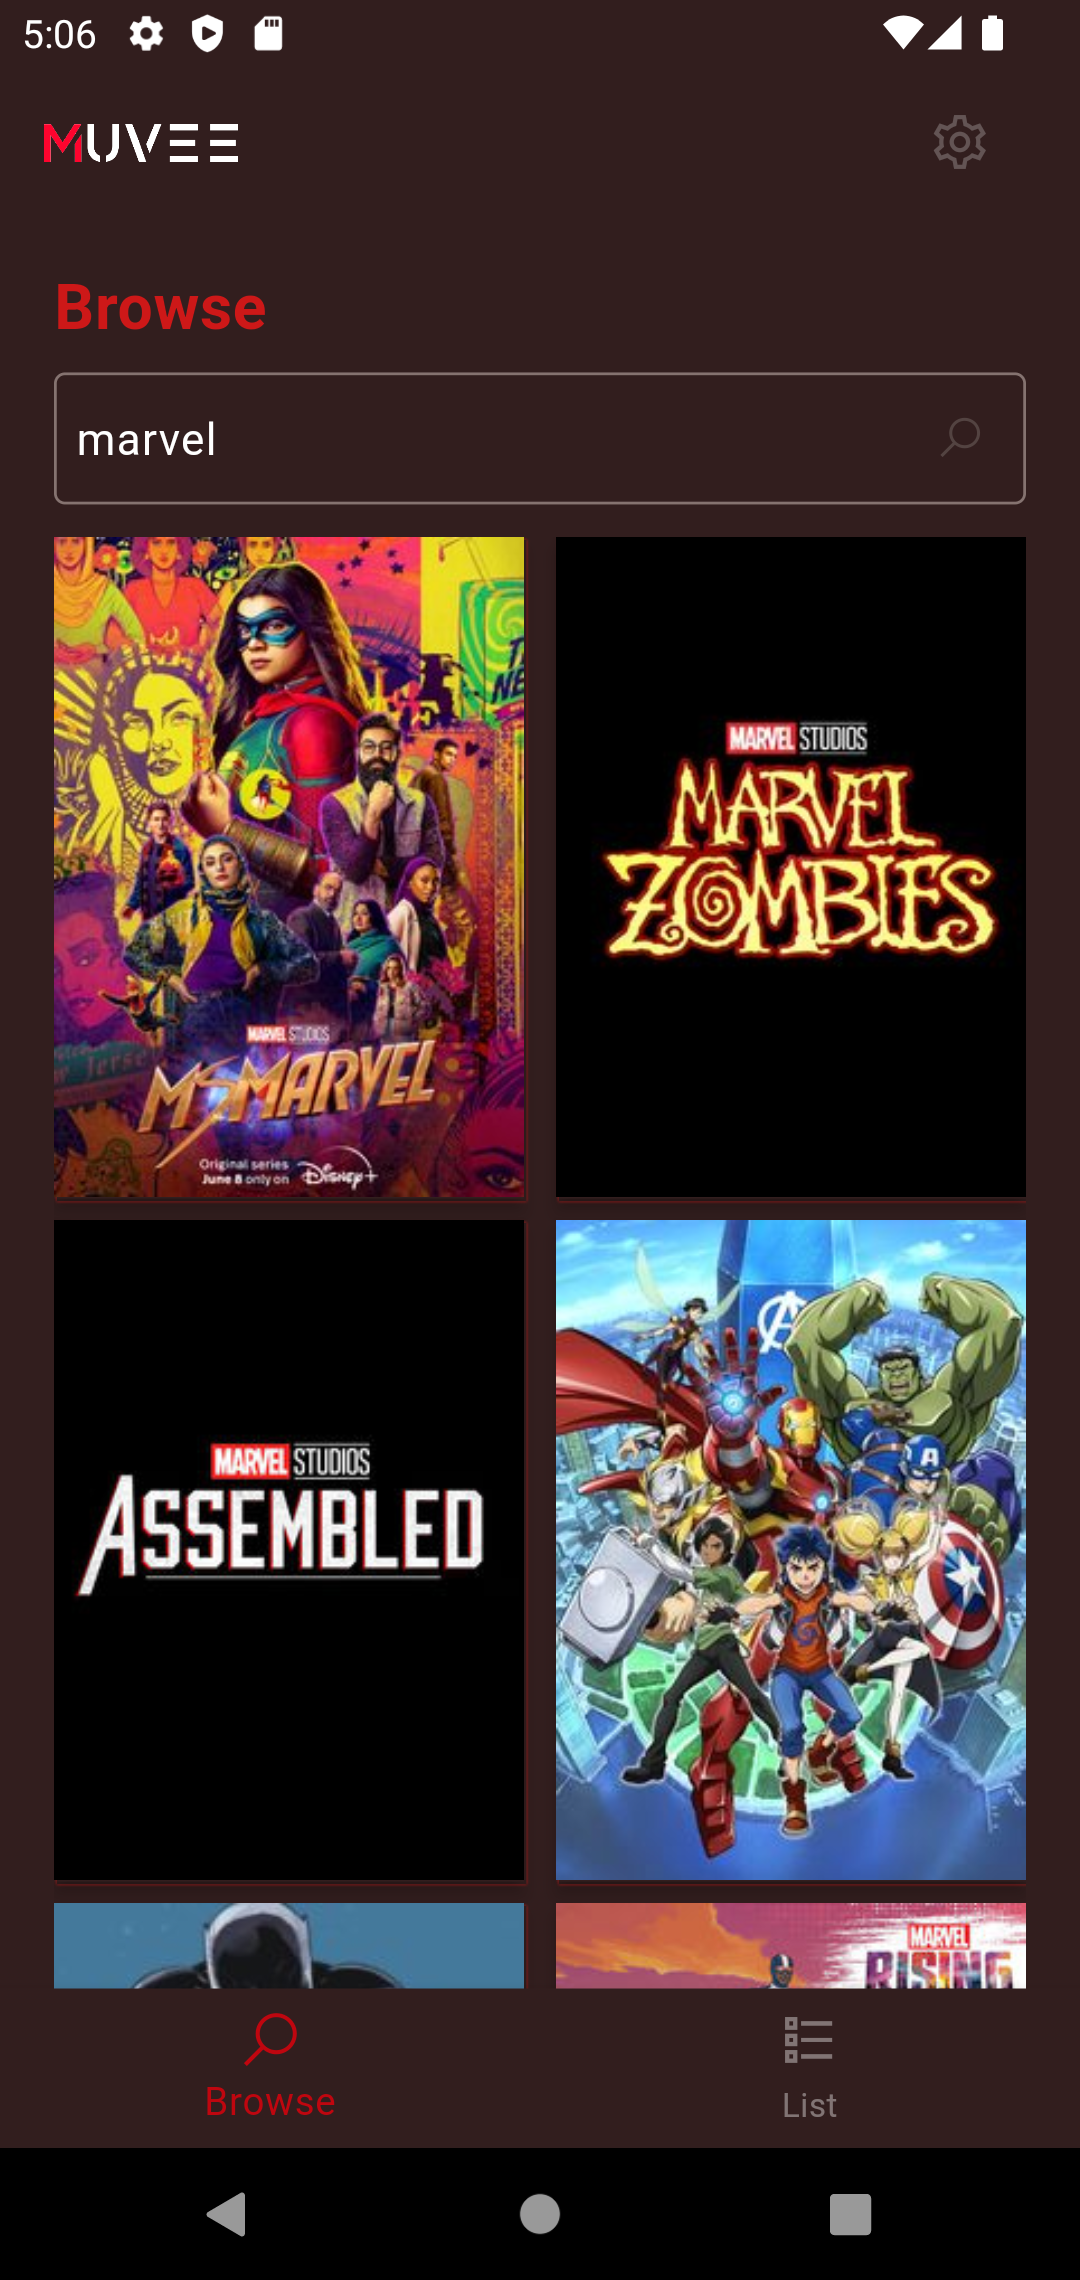 5:06
MUVEE
Browse
marvel
MARVEL STUDIOS
MS MARVEL
Original series
June 8 only on Disney+
MARVEL STUDIOS
MARVEL
ZOMBIES
MARVEL STUDIOS
ASSEMBLED
A
A
MARVEL
RISING
Browse
List